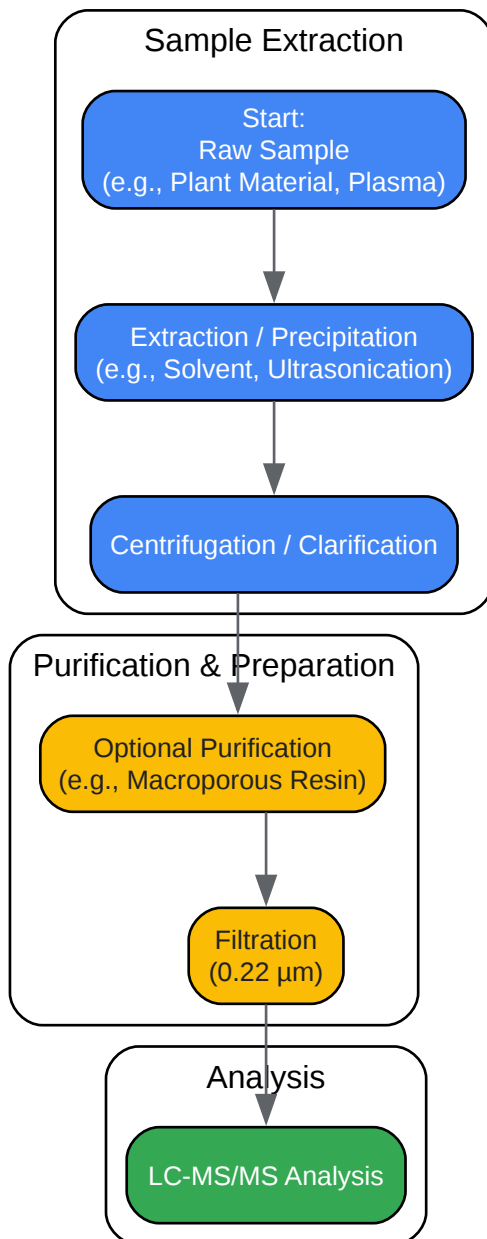 Sample Extraction
Start:
Raw Sample
(e.g., Plant Material, Plasma)
Extraction / Precipitation
(e.g., Solvent, Ultrasonication)
Centrifugation / Clarification
Purification & Preparation
Optional Purification
(e.g., Macroporous Resin)
Filtration
(0.22 µm)
Analysis
LC-MS/MS Analysis